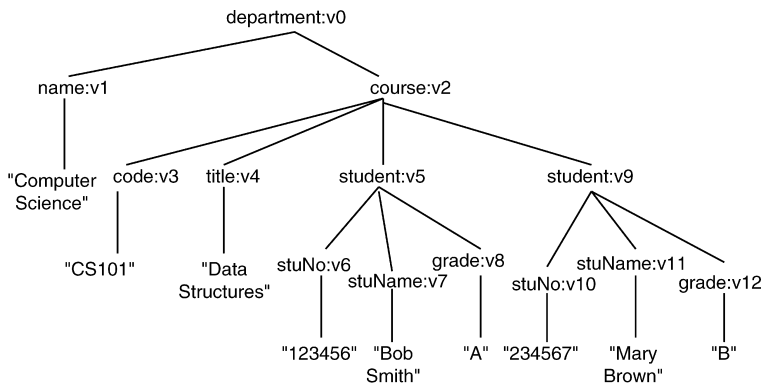 department:v0
name:v1
course:v2
"Computer
Science"
code:v3
title:v4
student:v5
student:v9
"CS101"
"Data
Structures"
stuNo:v6
stuName:v7
grade:v8
stuNo:v10
stuName:v11
grade:v12
"123456"
"Bob
Smith"
"A"
"234567"
"Mary
Brown"
"B"